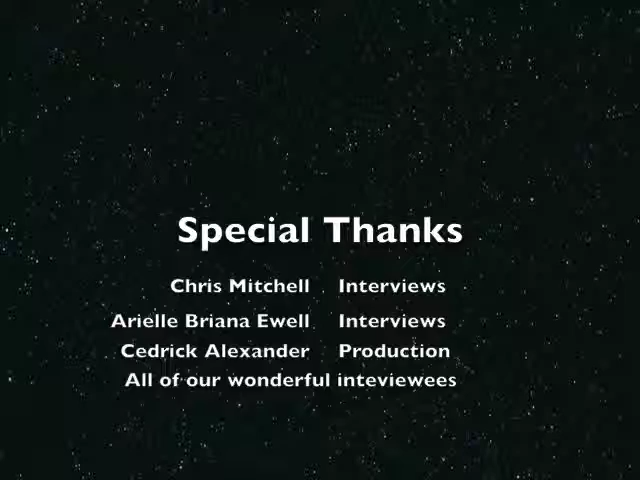 Special Thanks
Chris Mitchell Interviews
Arielle Briana Ewell Interviews
Cedrick Alexander Production
All of our wonderful inteviewees